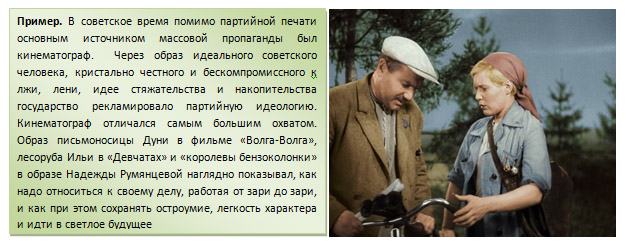 Пример. В советское время помимо партийной печати
основным источником массовой пропаганды был
кинематограф. Через образ идеального советского
человека, кристально честного и бескомпромиссного к
лжи, лени, идее стяжательства и накопительства
государство рекламировало партийную идеологию.
Кинематограф отличался самым большим охватом.
Образ письмоносицы Дуни в фильме «Волга-Волга»,
лесоруба Ильи в «Девчатах» и «королевы бензоколонки»
в образе Надежды Румянцевой наглядно показывал, как
надо относиться к своему делу, работая от зари до зари,
и как при этом сохранять остроумие, легкость характера
и идти в светлое будущее